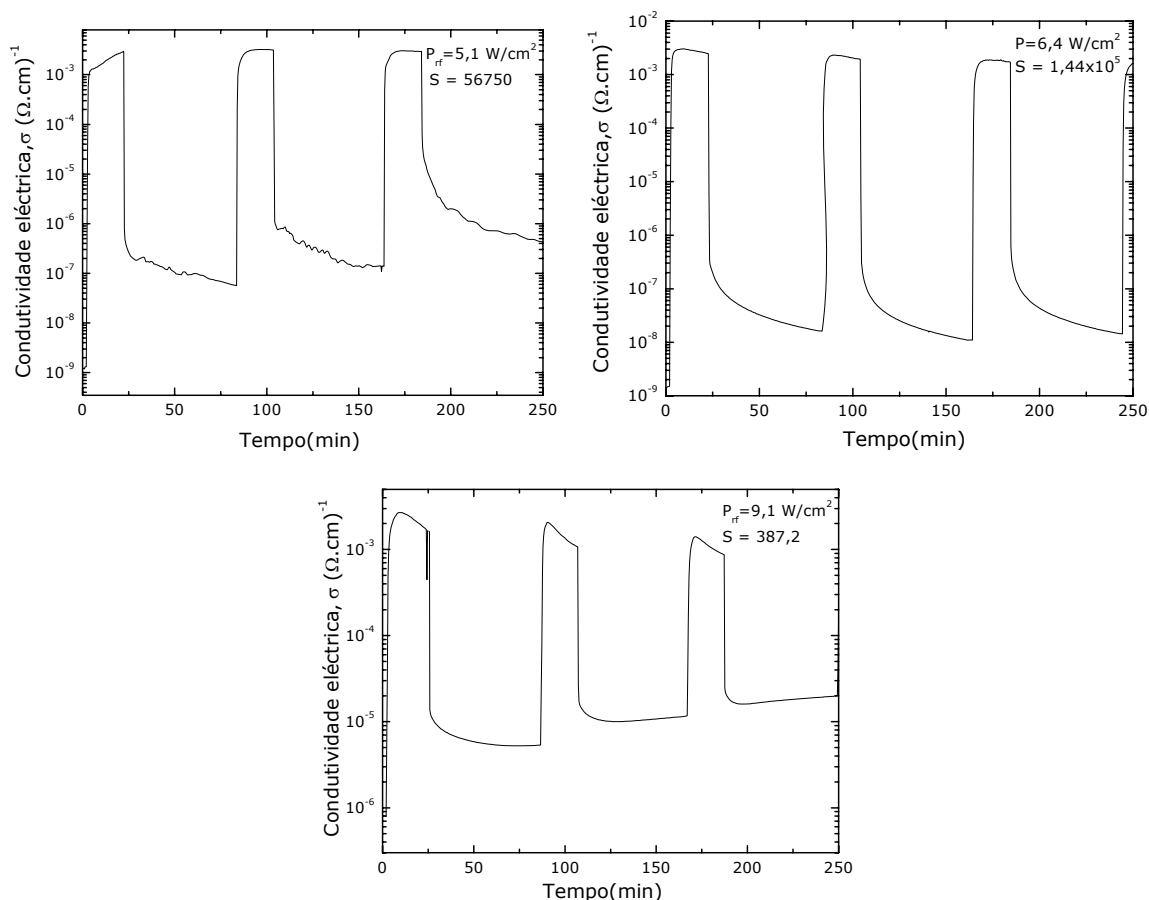 Condutividade eléctrica,σ (Ω.cm)⁻¹
10⁻³
10⁻⁴
10⁻⁵
10⁻⁶
10⁻⁷
10⁻⁸
10⁻⁹
P_rf=5,1 W/cm²
S = 56750
0 50 100 150 200 250
Tempo(min)
Condutividade eléctrica,σ (Ω.cm)⁻¹
10⁻²
10⁻³
10⁻⁴
10⁻⁵
10⁻⁶
10⁻⁷
10⁻⁸
10⁻⁹
P=6,4 W/cm²
S = 1,44x10⁵
0 50 100 150 200 250
Tempo(min)
Condutividade eléctrica, σ (Ω.cm)⁻¹
10⁻³
10⁻⁴
10⁻⁵
10⁻⁶
P_rf=9,1 W/cm²
S = 387,2
0 50 100 150 200 250
Tempo(min)